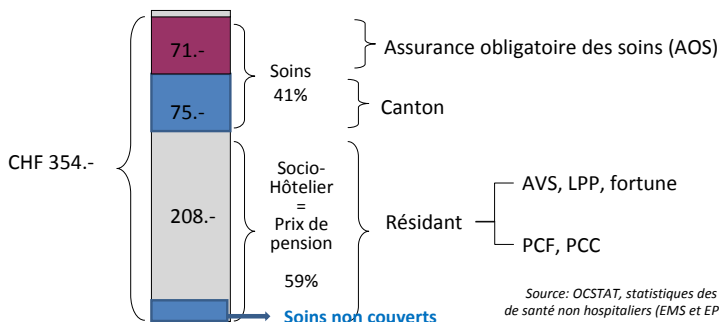 71.-
Assurance obligatoire des soins (AOS)
Soins
41%
75.-
Canton
CHF 354.-
Socio-
Hôtelier
=
Prix de
pension
59%
208.-
Résidant
AVS, LPP, fortune
PCF, PCC
Soins non couverts
Source: OCSTAT, statistiques des
de santé non hospitaliers (EMS et EP